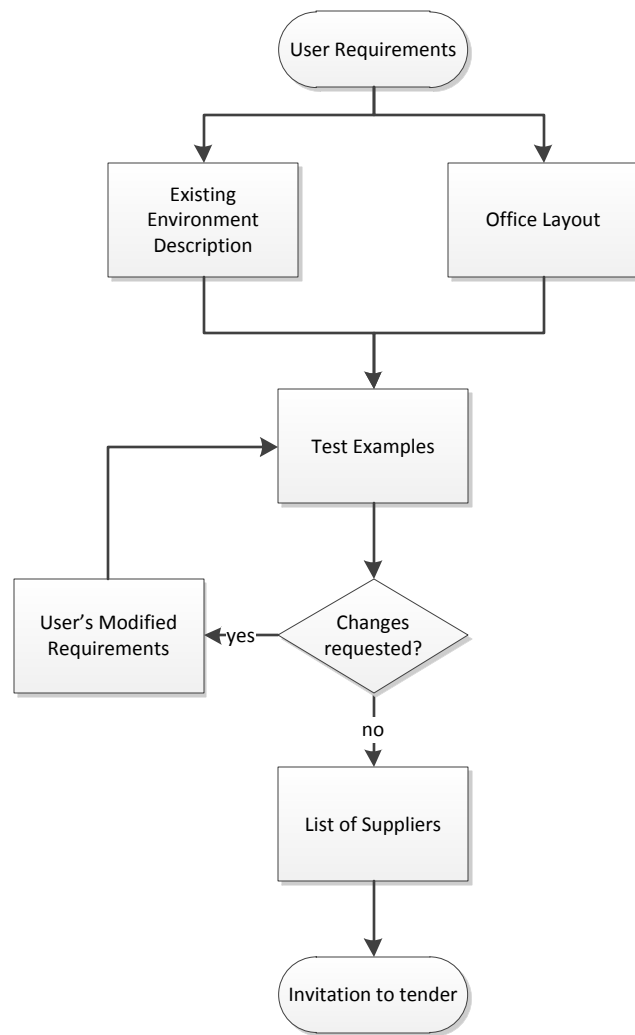 User Requirements
Existing
Environment
Description
Office Layout
Test Examples
User’s Modified
Requirements
yes
Changes
requested?
no
List of Suppliers
Invitation to tender